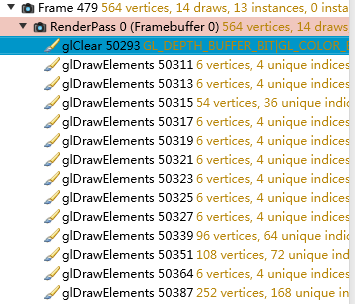 Frame 479 564 vertices, 14 draws, 13 instances, 0 insta
RenderPass 0 (Framebuffer 0) 564 vertices, 14 draws
glClear 50293 GL_DEPTH_BUFFER_BIT|GL_COLOR_
glDrawElements 50311 6 vertices, 4 unique indices
glDrawElements 50313 6 vertices, 4 unique indices
glDrawElements 50315 54 vertices, 36 unique indic
glDrawElements 50317 6 vertices, 4 unique indices
glDrawElements 50319 6 vertices, 4 unique indices
glDrawElements 50321 6 vertices, 4 unique indices
glDrawElements 50323 6 vertices, 4 unique indices
glDrawElements 50325 6 vertices, 4 unique indices
glDrawElements 50327 6 vertices, 4 unique indices
glDrawElements 50339 96 vertices, 64 unique indic
glDrawElements 50351 108 vertices, 72 unique ind
glDrawElements 50364 6 vertices, 4 unique indices
glDrawElements 50387 252 vertices, 168 unique in